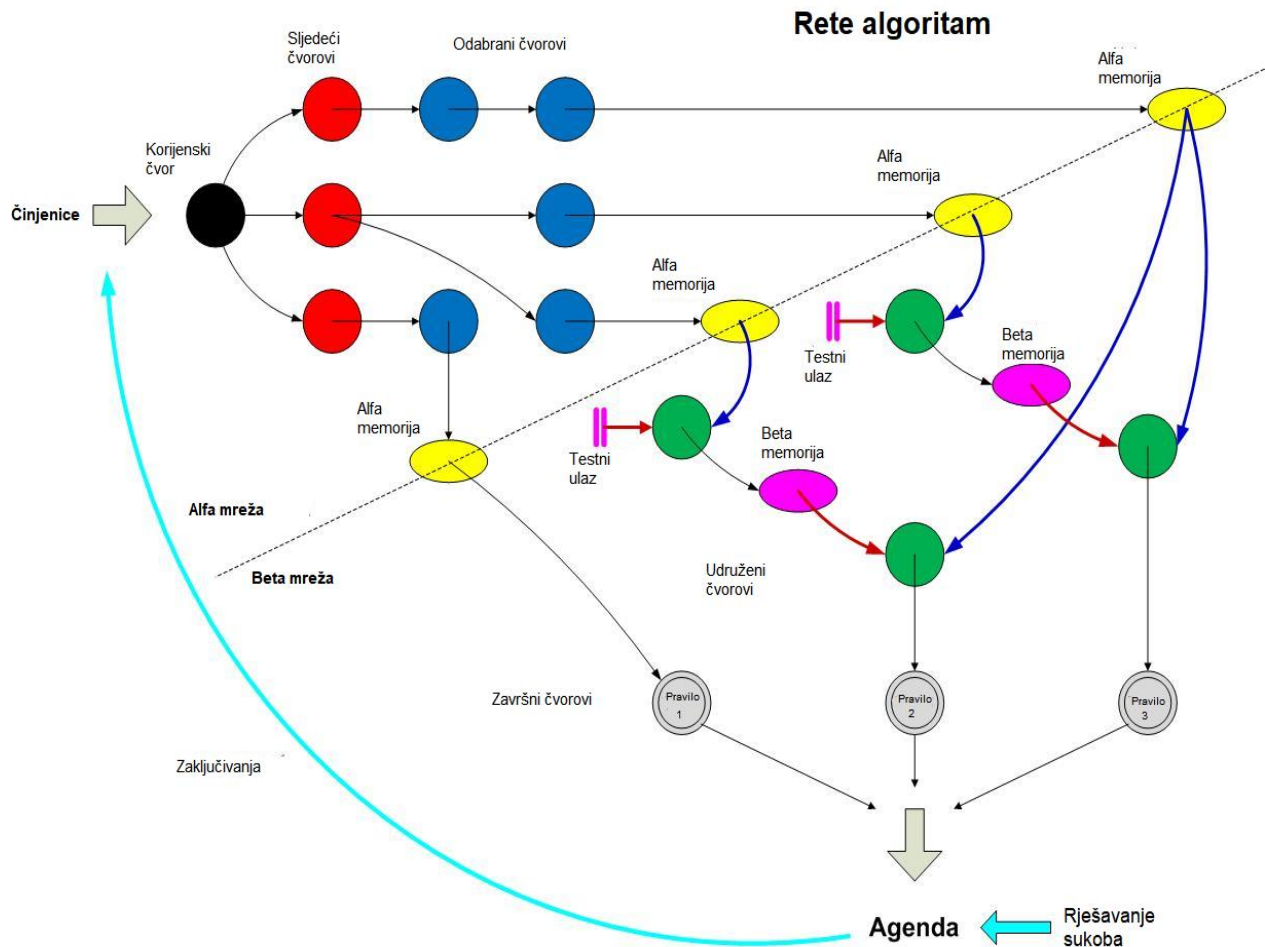 Rete algoritam
Sljedeći
čvorovi
Odabrani čvorovi
Alfa
memorija
Korijenski
čvor
Alfa
memorija
Činjenice
Alfa
memorija
Testni
ulaz
Beta
memorija
Alfa
memorija
Testni
ulaz
Beta
memorija
Alfa mreža
Beta mreža
Udruženi
čvorovi
Završni čvorovi
Pravilo
1
Pravilo
2
Pravilo
3
Zaključivanja
Agenda
Rješavanje
sukoba